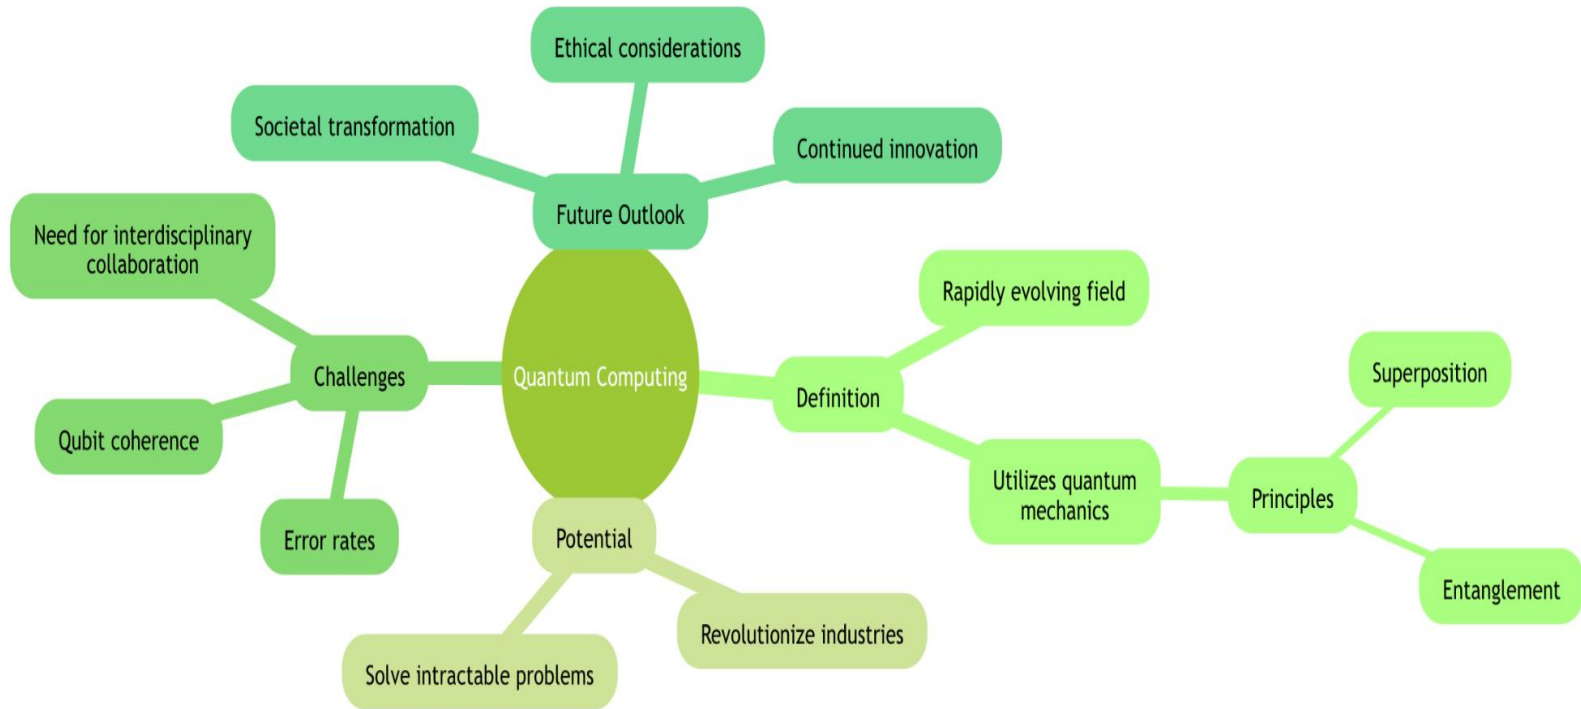 Ethical considerations
Societal transformation
Continued innovation
Future Outlook
Need for interdisciplinary
collaboration
Rapidly evolving field
Challenges
Quantum Computing
Definition
Superposition
Qubit coherence
Utilizes quantum
mechanics
Principles
Error rates
Potential
Entanglement
Revolutionize industries
Solve intractable problems